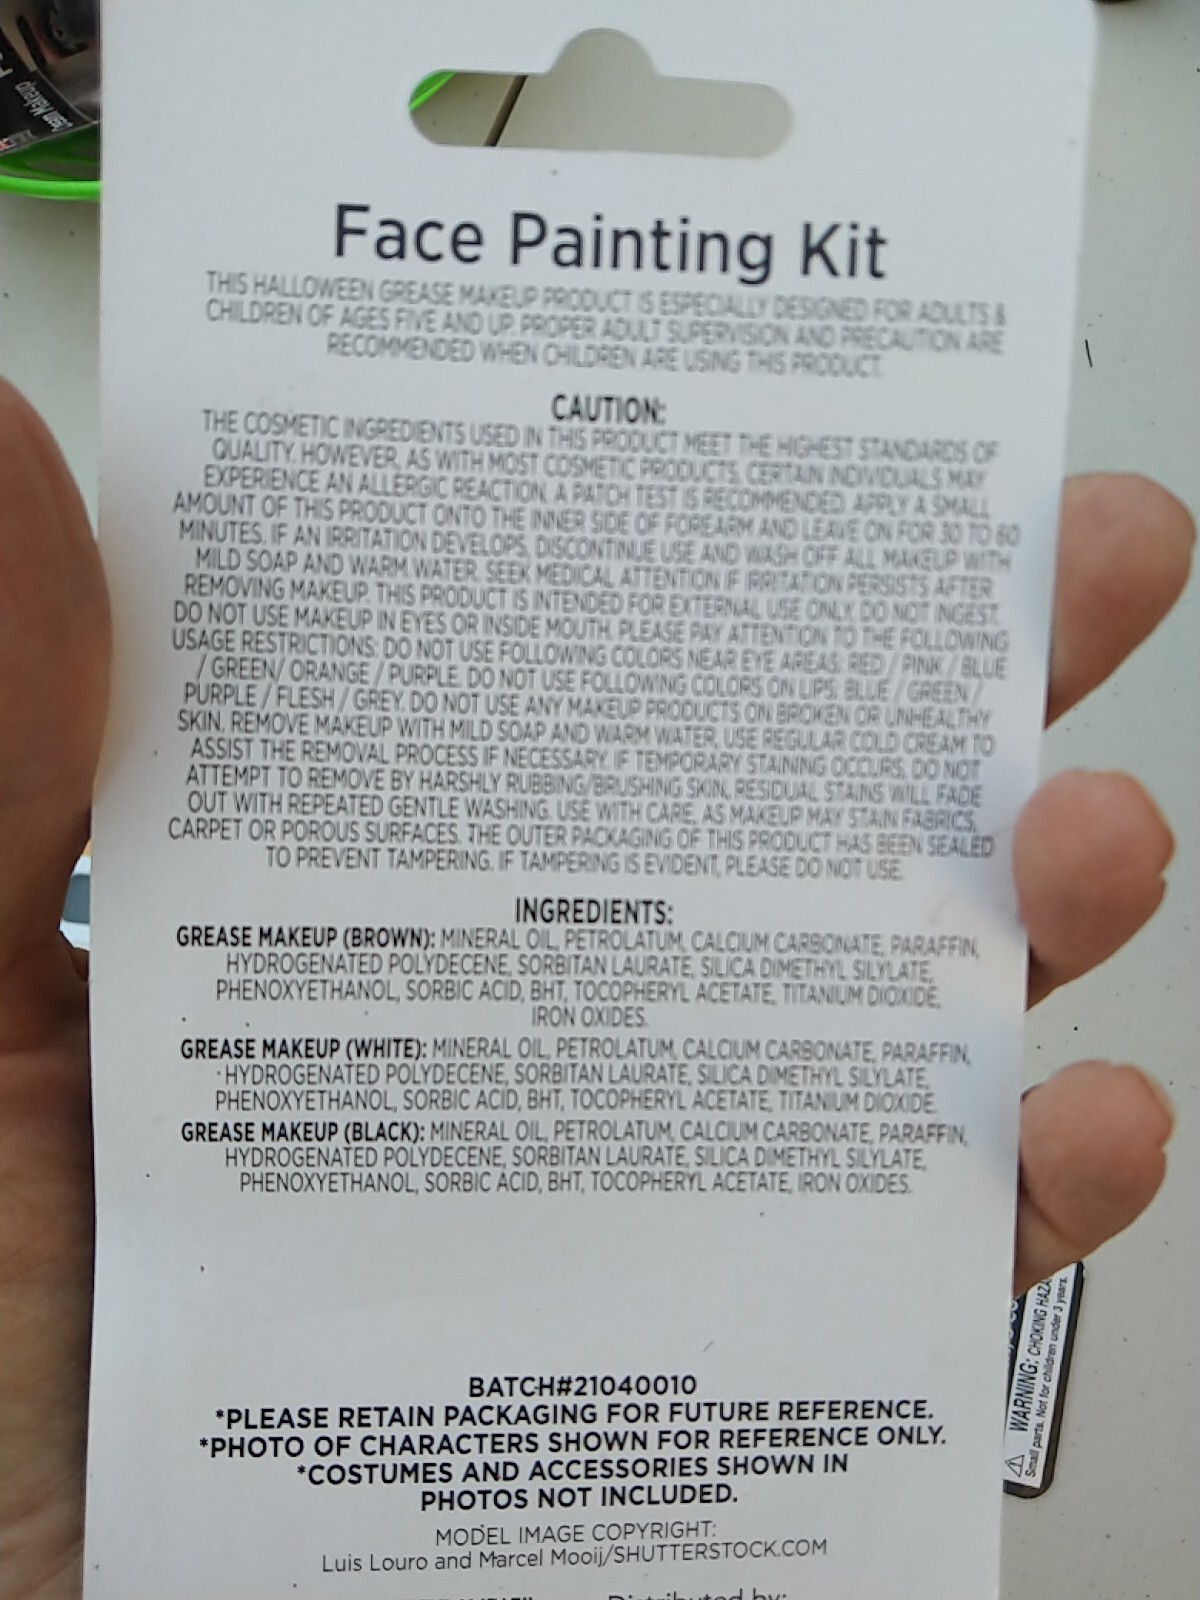 Face Painting Kit
THIS HALLOWEEN GREASE MAKEUP PRODUCT IS ESPECIALLY DESIGNED FOR ADULTS &
CHILDREN OF AGES FIVE AND UP. PROPER ADULT SUPERVISION AND PRECAUTION ARE
RECOMMENDED WHEN CHILDREN ARE USING THIS PRODUCT.
CAUTION:
THE COSMETIC INGREDIENTS USED IN THIS PRODUCT MEET THE HIGHEST STANDARDS OF
QUALITY. HOWEVER, AS WITH MOST COSMETIC PRODUCTS, CERTAIN INDIVIDUALS MAY
EXPERIENCE AN ALLERGIC REACTION. A PATCH TEST IS RECOMMENDED. APPLY A SMALL
AMOUNT OF THIS PRODUCT ONTO THE INNER SIDE OF FOREARM AND LEAVE ON FOR 30 TO 60
MINUTES. IF AN IRRITATION DEVELOPS, DISCONTINUE USE AND WASH OFF ALL MAKEUP WITH
MILD SOAP AND WARM WATER. SEEK MEDICAL ATTENTION IF IRRITATION PERSISTS AFTER
REMOVING MAKEUP. THIS PRODUCT IS INTENDED FOR EXTERNAL USE ONLY. DO NOT INGEST.
DO NOT USE MAKEUP IN EYES OR INSIDE MOUTH. PLEASE PAY ATTENTION TO THE FOLLOWING
USAGE RESTRICTIONS: DO NOT USE FOLLOWING COLORS NEAR EYE AREAS: RED / PINK / BLUE
/ GREEN/ ORANGE / PURPLE. DO NOT USE FOLLOWING COLORS ON LIPS: BLUE / GREEN /
PURPLE / FLESH / GREY. DO NOT USE ANY MAKEUP PRODUCTS ON BROKEN OR UNHEALTHY
SKIN. REMOVE MAKEUP WITH MILD SOAP AND WARM WATER, USE REGULAR COLD CREAM TO
ASSIST THE REMOVAL PROCESS IF NECESSARY. IF TEMPORARY STAINING OCCURS, DO NOT
ATTEMPT TO REMOVE BY HARSHLY RUBBING/BRUSHING SKIN. RESIDUAL STAINS WILL FADE
OUT WITH REPEATED GENTLE WASHING. USE WITH CARE, AS MAKEUP MAY STAIN FABRICS,
CARPET OR POROUS SURFACES. THE OUTER PACKAGING OF THIS PRODUCT HAS BEEN SEALED
TO PREVENT TAMPERING, IF TAMPERING IS EVIDENT, PLEASE DO NOT USE.
INGREDIENTS:
GREASE MAKEUP (BROWN): MINERAL OIL, PETROLATUM, CALCIUM CARBONATE, PARAFFIN,
HYDROGENATED POLYDECENE, SORBITAN LAURATE, SILICA DIMETHYL SILYLATE,
PHENOXYETHANOL, SORBIC ACID, BHT, TOCOPHERYL ACETATE, TITANIUM DIOXIDE,
IRON OXIDES.
GREASE MAKEUP (WHITE): MINERAL OIL, PETROLATUM, CALCIUM CARBONATE, PARAFFIN,
HYDROGENATED POLYDECENE, SORBITAN LAURATE, SILICA DIMETHYL SILYLATE,
PHENOXYETHANOL, SORBIC ACID, BHT, TOCOPHERYL ACETATE, TITANIUM DIOXIDE.
GREASE MAKEUP (BLACK): MINERAL OIL, PETROLATUM, CALCIUM CARBONATE, PARAFFIN,
HYDROGENATED POLYDECENE, SORBITAN LAURATE, SILICA DIMETHYL SILYLATE,
PHENOXYETHANOL, SORBIC ACID, BHT, TOCOPHERYL ACETATE, IRON OXIDES.
BATCH#21040010
*PLEASE RETAIN PACKAGING FOR FUTURE REFERENCE.
*PHOTO OF CHARACTERS SHOWN FOR REFERENCE ONLY.
*COSTUMES AND ACCESSORIES SHOWN IN
PHOTOS NOT INCLUDED.
MODEL IMAGE COPYRIGHT:
Luis Louro and Marcel Mooij/SHUTTERSTOCK.COM
Distributed by:
Cream Makeup
WARNING: CHOKING HAZA
Small parts. Not for children under 3 years.